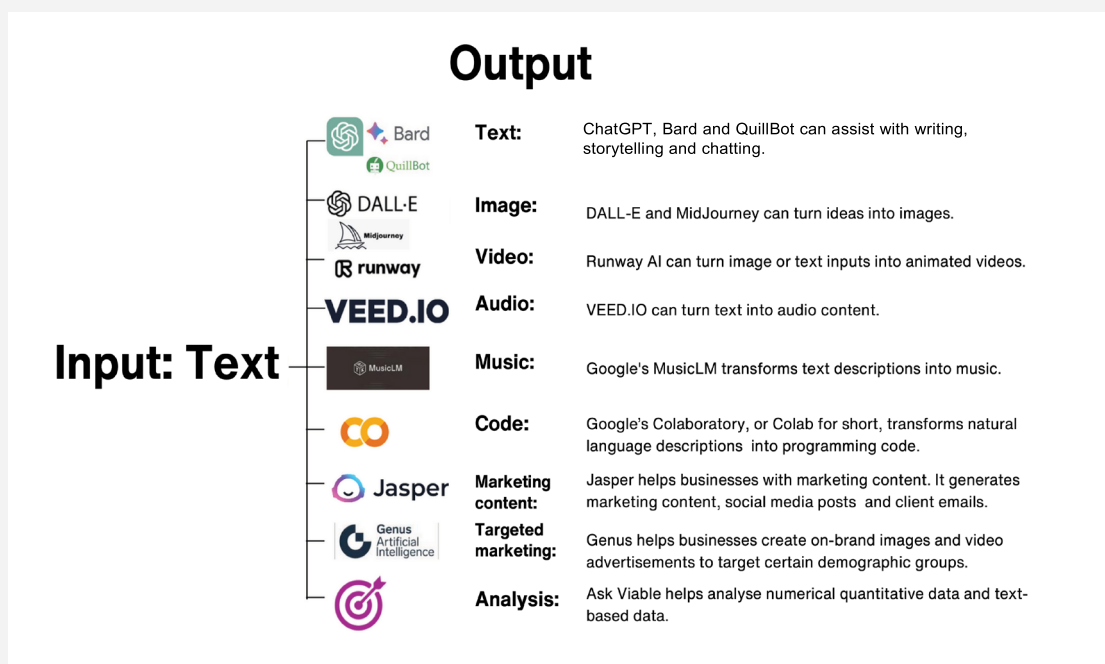 Output
Bard
QuillBot
Text:
ChatGPT, Bard and QuillBot can assist with writing,
storytelling and chatting.
DALL·E
Midjourney
Image:
DALL-E and MidJourney can turn ideas into images.
runway
Video:
Runway AI can turn image or text inputs into animated videos.
VEED.IO
Audio:
VEED.IO can turn text into audio content.
Input: Text
MusicLM
Music:
Google's MusicLM transforms text descriptions into music.
Code:
Google’s Colaboratory, or Colab for short, transforms natural
language descriptions into programming code.
Jasper
Marketing
content:
Jasper helps businesses with marketing content. It generates
marketing content, social media posts and client emails.
Genus
Artificial
Intelligence
Targeted
marketing:
Genus helps businesses create on-brand images and video
advertisements to target certain demographic groups.
Analysis:
Ask Viable helps analyse numerical quantitative data and text-
based data.